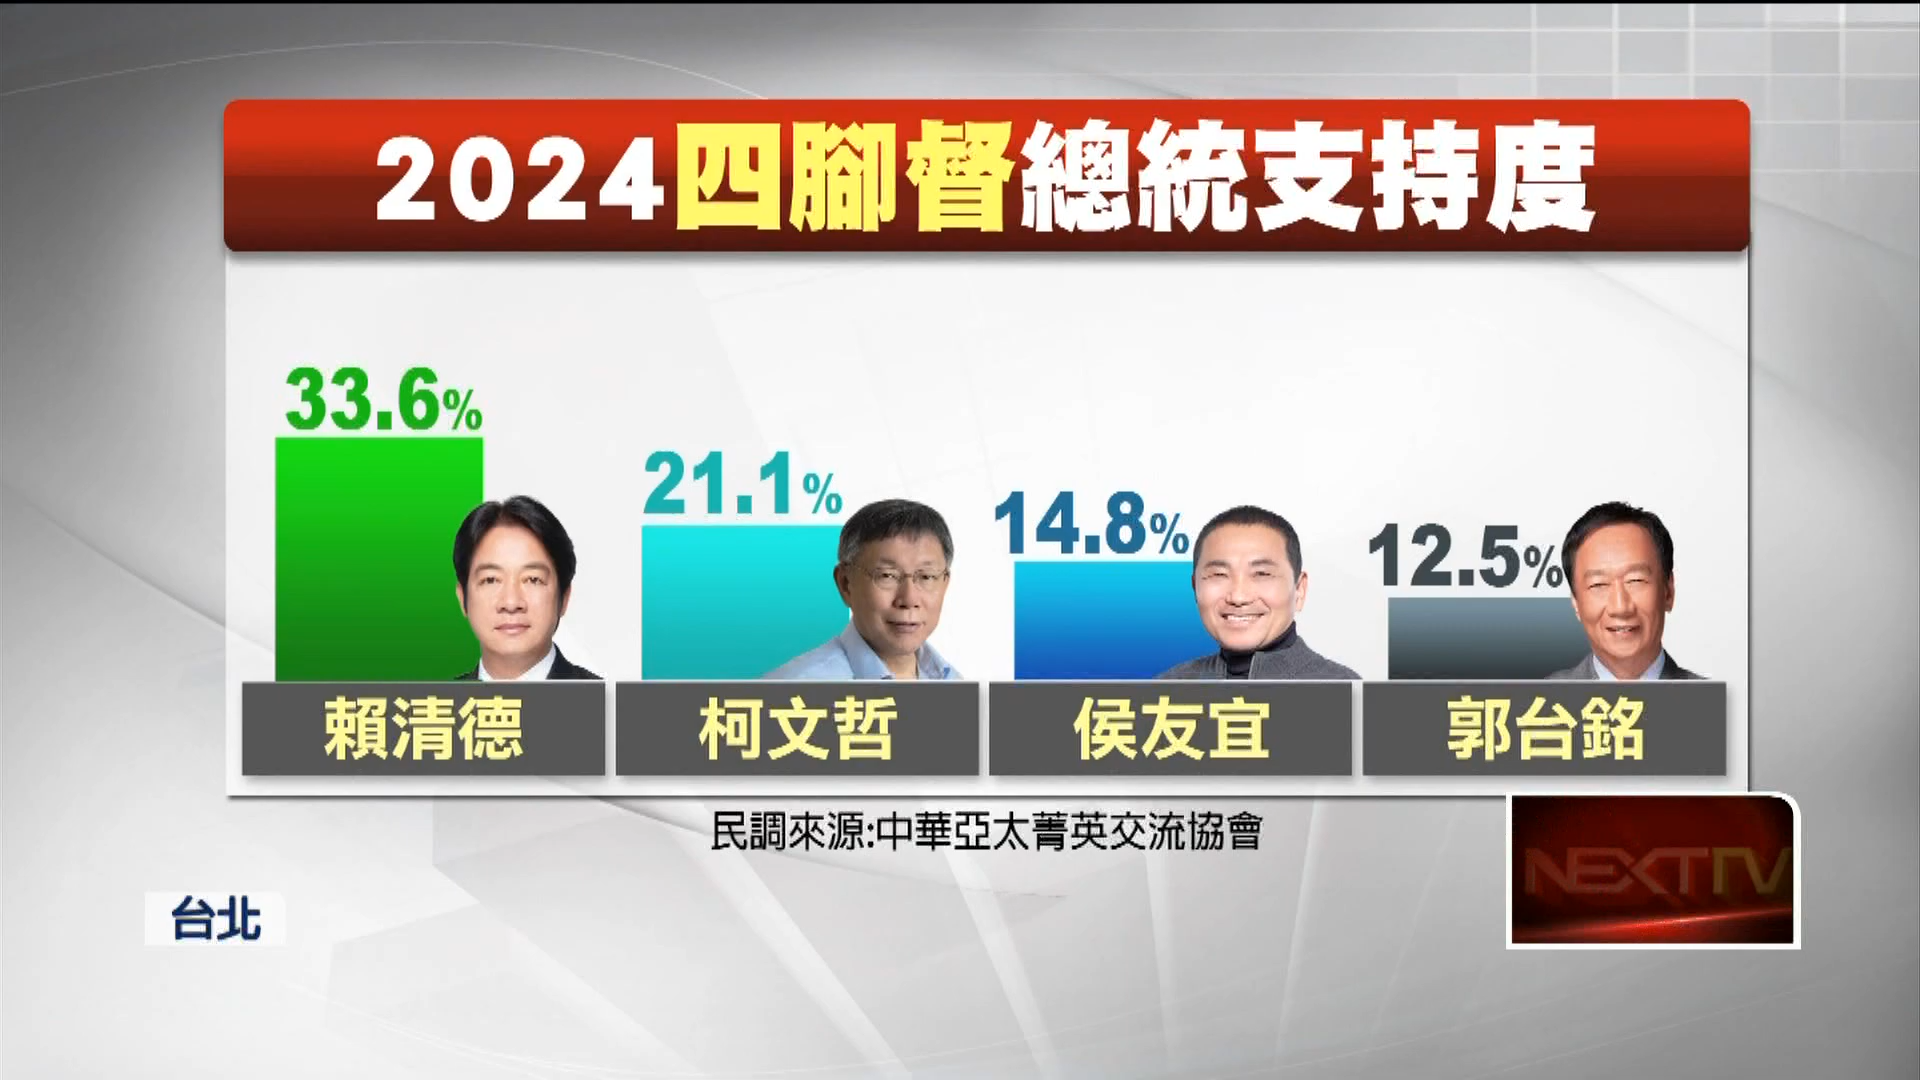 2024四腳督總統支持度
33.6%
21.1%
14.8%
12.5%
賴清德
柯文哲
侯友宜
郭台銘
民調來源:中華亞太菁英交流協會
台北
NEXTTV